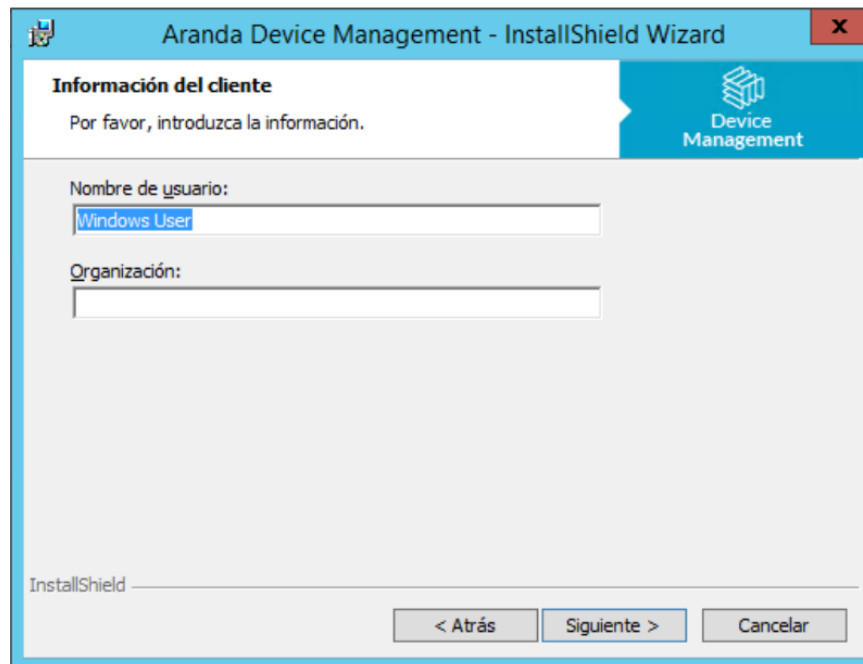 Aranda Device Management - InstallShield Wizard
x
Información del cliente
Por favor, introduzca la información.
Device
Management
Nombre de usuario:
Windows User
Organización:
InstallShield
< Atrás
Siguiente >
Cancelar